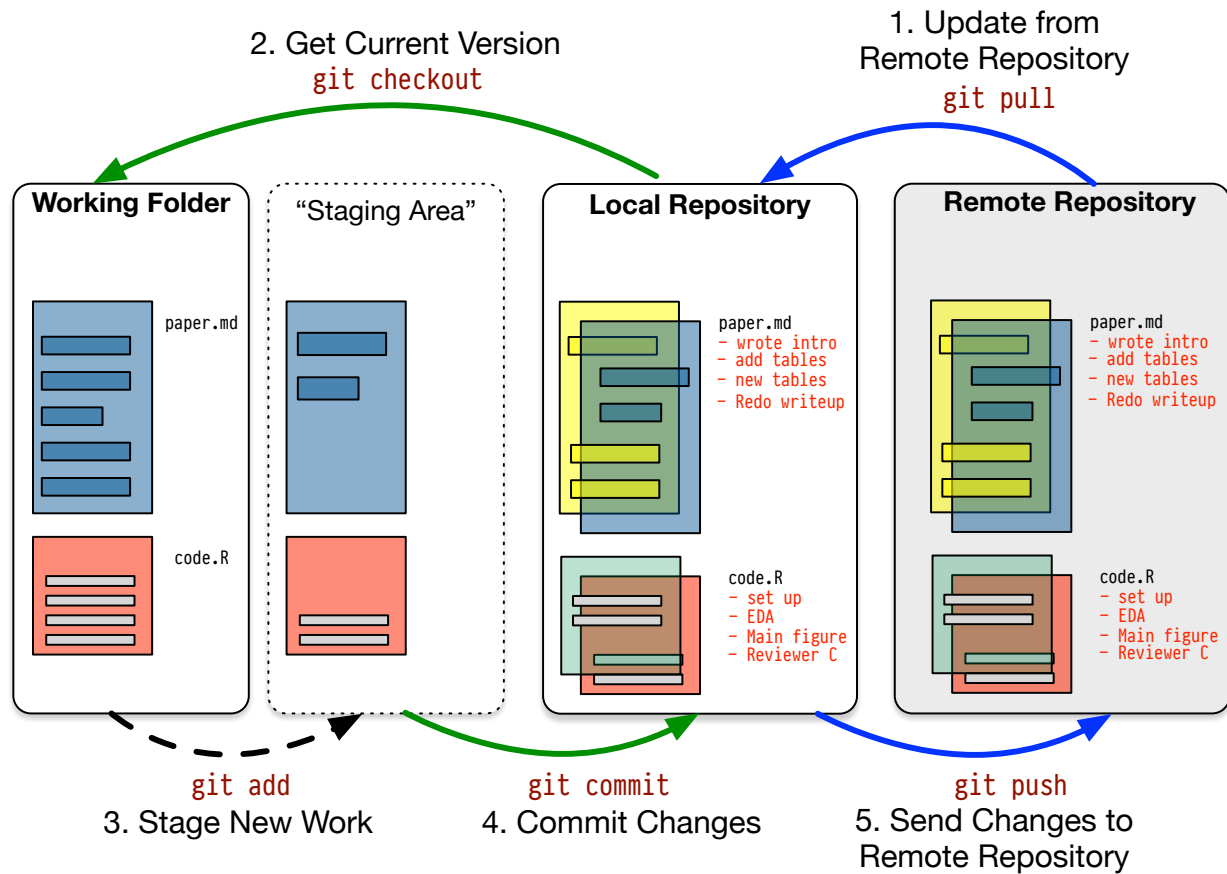 1. Update from
Remote Repository
git pull
2. Get Current Version
git checkout
Working Folder
paper.md
code.R
“Staging Area”
Local Repository
paper.md
- wrote intro
- add tables
- new tables
- Redo writeup
code.R
- set up
- EDA
- Main figure
- Reviewer C
Remote Repository
paper.md
- wrote intro
- add tables
- new tables
- Redo writeup
code.R
- set up
- EDA
- Main figure
- Reviewer C
git add
3. Stage New Work
git commit
4. Commit Changes
git push
5. Send Changes to
Remote Repository